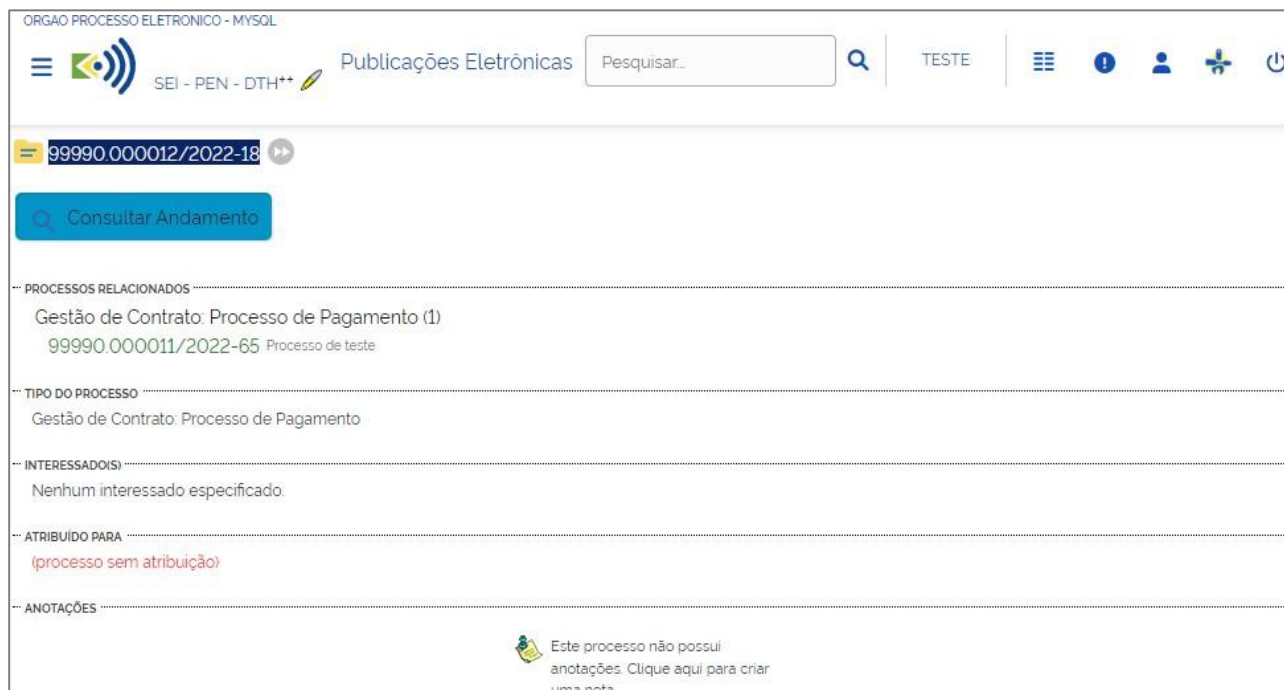 ORGAO PROCESSO ELETRONICO - MYSQL
SEI - PEN - DTH++
Publicações Eletrônicas
Pesquisar...
TESTE
99990.000012/2022-18
Consultar Andamento
PROCESSOS RELACIONADOS
Gestão de Contrato: Processo de Pagamento (1)
99990.000011/2022-65 Processo de teste
TIPO DO PROCESSO
Gestão de Contrato: Processo de Pagamento
INTERESSADO(S)
Nenhum interessado especificado.
ATRIBUÍDO PARA
(processo sem atribuição)
ANOTAÇÕES
Este processo não possui
anotações. Clique aqui para criar
uma nota